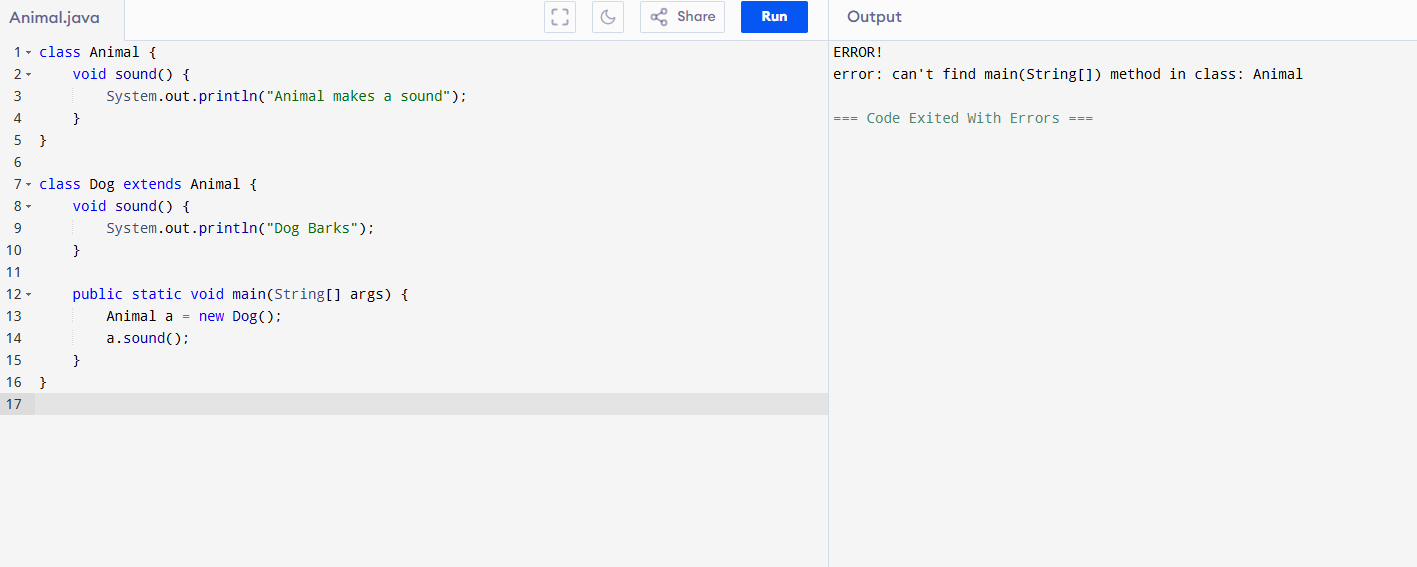 Animal.java Share Run Output
1 class Animal {
2     void sound() {
3         System.out.println("Animal makes a sound");
4     }
5 }
6
7 class Dog extends Animal {
8     void sound() {
9         System.out.println("Dog Barks");
10     }
11
12     public static void main(String[] args) {
13         Animal a = new Dog();
14         a.sound();
15     }
16 }
17
ERROR!
error: can't find main(String[]) method in class: Animal
=== Code Exited With Errors ===